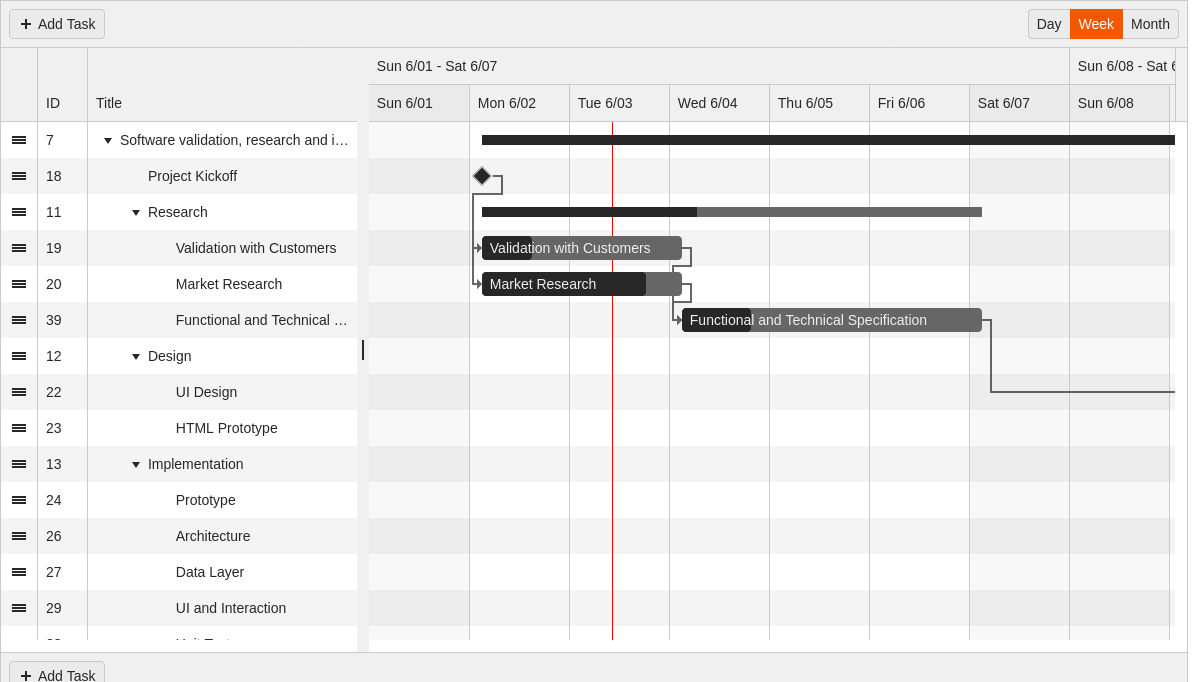 Add Task
Day Week Month
Sun 6/01 - Sat 6/07 Sun 6/08 - Sat
ID Title Sun 6/01 Mon 6/02 Tue 6/03 Wed 6/04 Thu 6/05 Fri 6/06 Sat 6/07 Sun 6/08
7 Software validation, research and i…
18 Project Kickoff
11 Research
19 Validation with Customers Validation with Customers
20 Market Research Market Research
39 Functional and Technical … Functional and Technical Specification
12 Design
22 UI Design
23 HTML Prototype
13 Implementation
24 Prototype
26 Architecture
27 Data Layer
29 UI and Interaction
Add Task